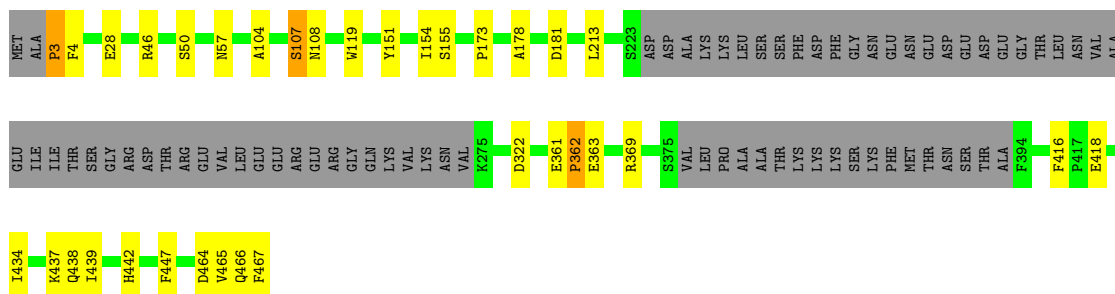 MET ALA P3 F4 E28 R46 S50 N57 A104 S107 N108 W119 Y151 I154 S155 P173 A178 D181 L213 S223 ASP ASP ALA LYS LYS LEU SER SER PHE ASP PHE GLY ASN GLU ASN GLU ASP GLU ASP GLU GLY THR LEU ASN VAL ALA
GLU ILE ILE THR SER GLY ARG ASP THR ARG GLU VAL LEU GLU GLU ARG GLU ARG GLY GLN LYS VAL LYS ASN VAL K275 D322 E361 P362 E363 R369 S375 VAL LEU PRO ALA ALA THR LYS LYS LYS SER LYS PHE MET THR ASN SER THR ALA F394 F416 P417 E418
I434 K437 Q438 I439 H442 F447 D464 V465 Q466 F467